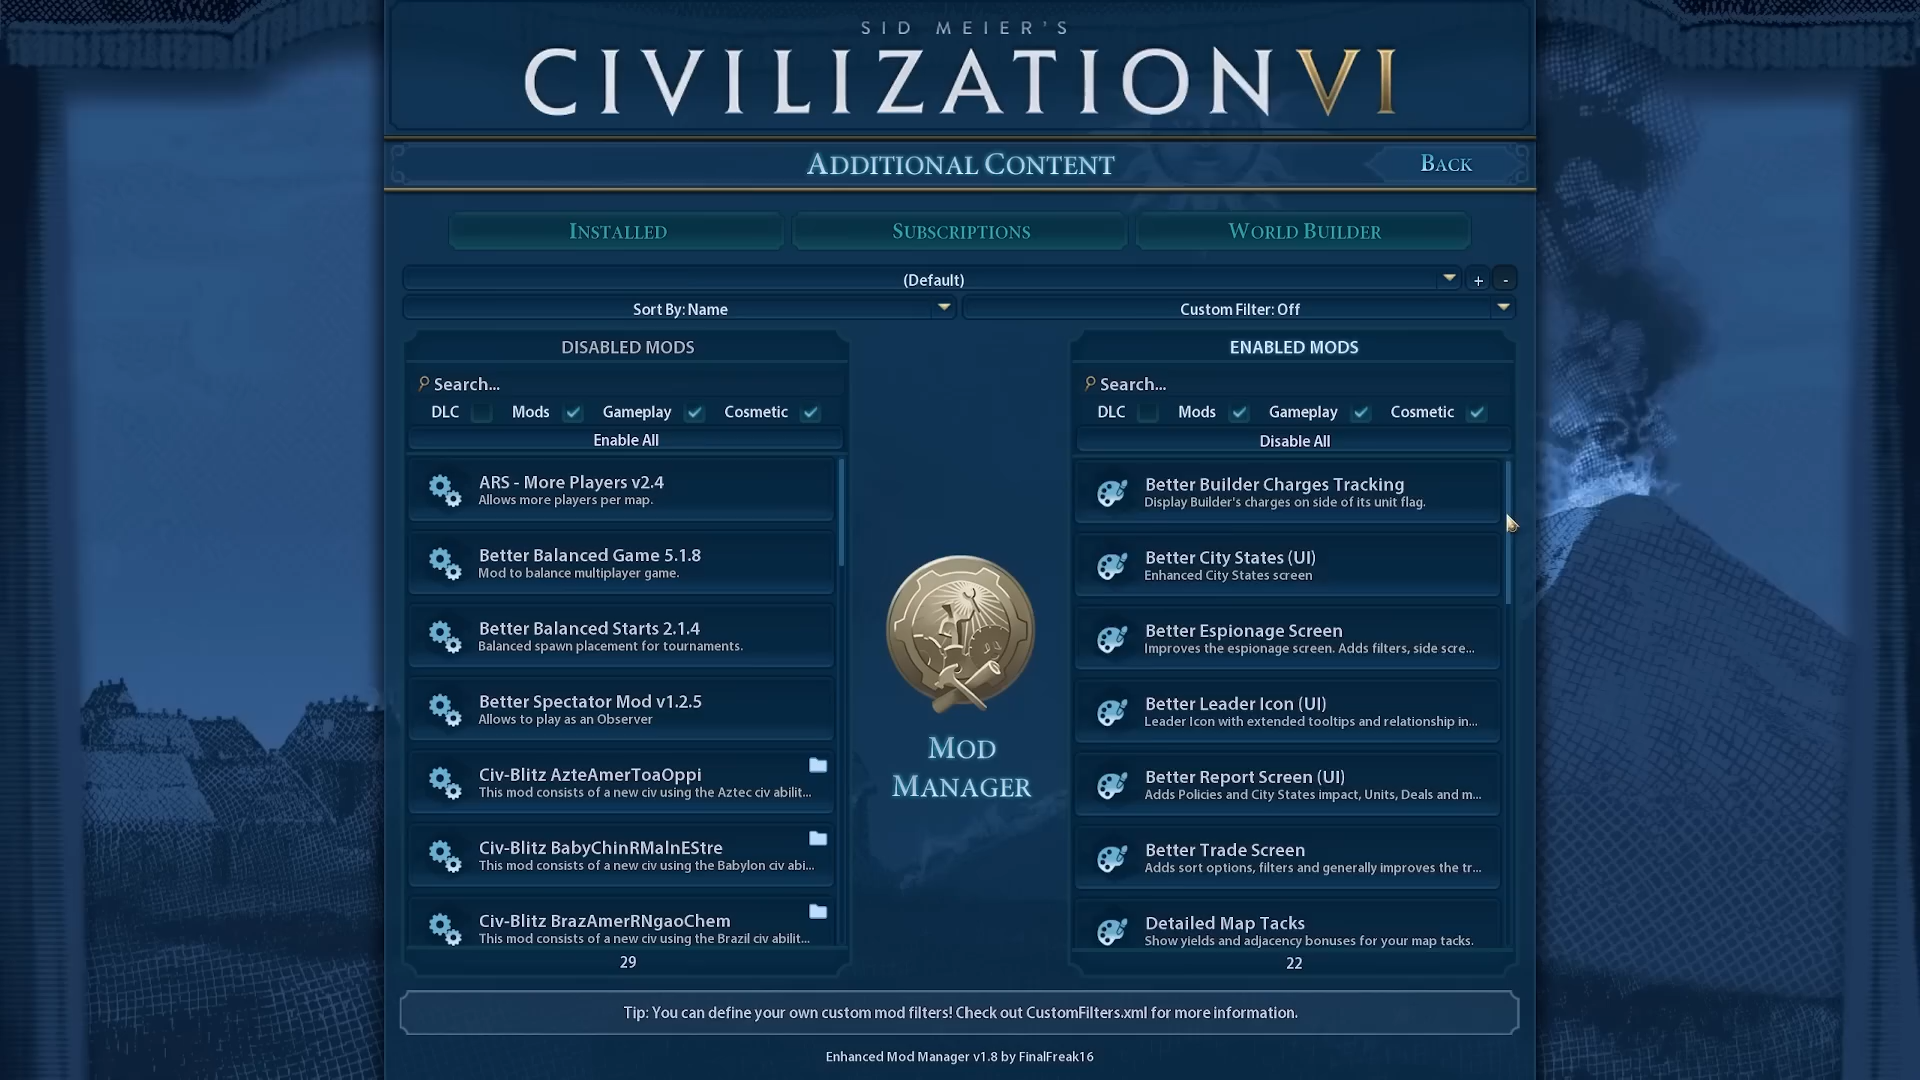 SID MEIER'S
CIVILIZATION VI
ADDITIONAL CONTENT
BACK
INSTALLED
SUBSCRIPTIONS
WORLD BUILDER
(Default)
+
-
Sort By: Name
Custom Filter: Off
DISABLED MODS
Search...
DLC Mods Gameplay Cosmetic
Enable All
ARS - More Players v2.4
Allows more players per map.
Better Balanced Game 5.1.8
Mod to balance multiplayer game.
Better Balanced Starts 2.1.4
Balanced spawn placement for tournaments.
Better Spectator Mod v1.2.5
Allows to play as an Observer
Civ-Blitz AzteAmerToaOppi
This mod consists of a new civ using the Aztec civ abilit...
Civ-Blitz BabyChinRMaInEStre
This mod consists of a new civ using the Babylon civ abi...
Civ-Blitz BrazAmerRNgaoChem
This mod consists of a new civ using the Brazil civ abilit...
29
MOD
MANAGER
ENABLED MODS
Search...
DLC Mods Gameplay Cosmetic
Disable All
Better Builder Charges Tracking
Display Builder's charges on side of its unit flag.
Better City States (UI)
Enhanced City States screen
Better Espionage Screen
Improves the espionage screen. Adds filters, side scre...
Better Leader Icon (UI)
Leader Icon with extended tooltips and relationship in...
Better Report Screen (UI)
Adds Policies and City States impact, Units, Deals and m...
Better Trade Screen
Adds sort options, filters and generally improves the tr...
Detailed Map Tacks
Show yields and adjacency bonuses for your map tacks.
22
Tip: You can define your own custom mod filters! Check out CustomFilters.xml for more information.
Enhanced Mod Manager v1.8 by FinalFreak16